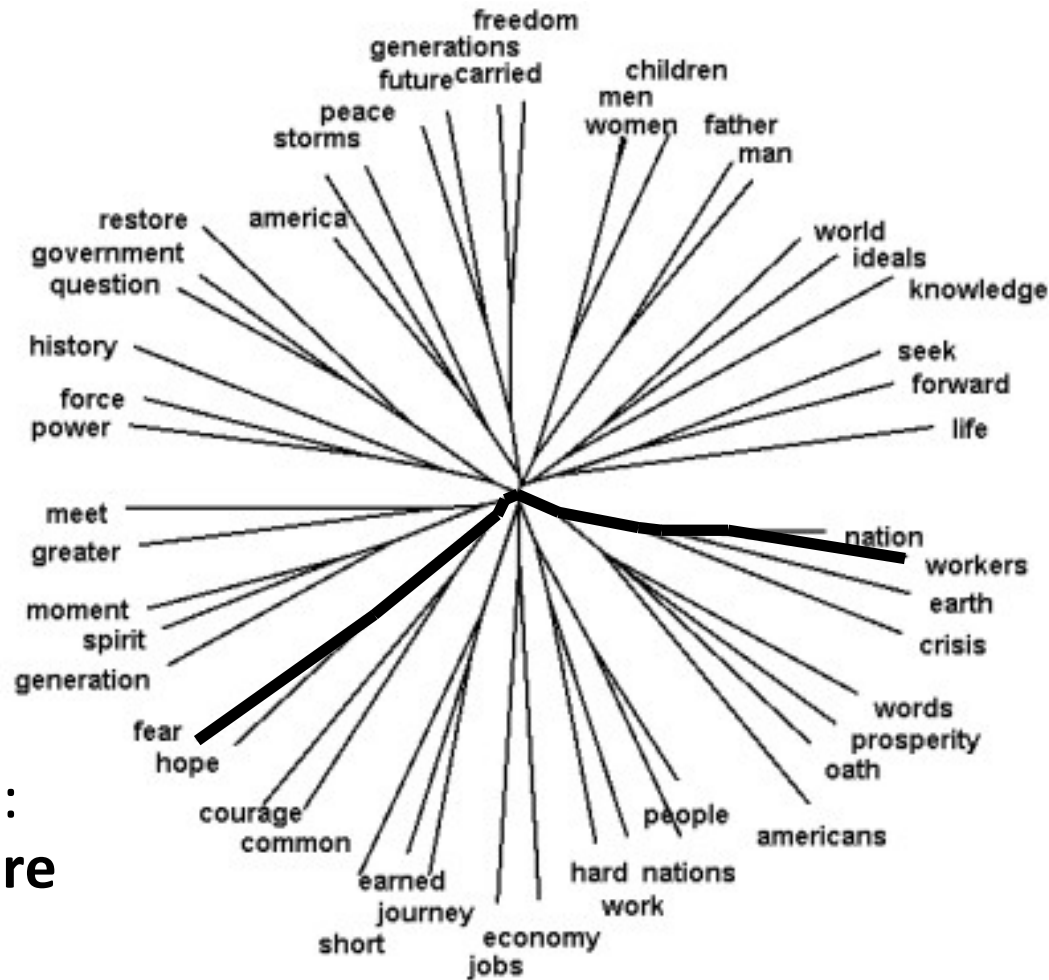 freedom
generations
future carried
children
men
women
father
man
peace
storms
america
restore
government
question
world
ideals
knowledge
history
seek
forward
force
power
life
meet
greater
nation
workers
earth
crisis
moment
spirit
generation
words
prosperity
oath
fear
hope
:
re
courage
common
people
americans
earned
journey
short
hard nations
work
economy
jobs